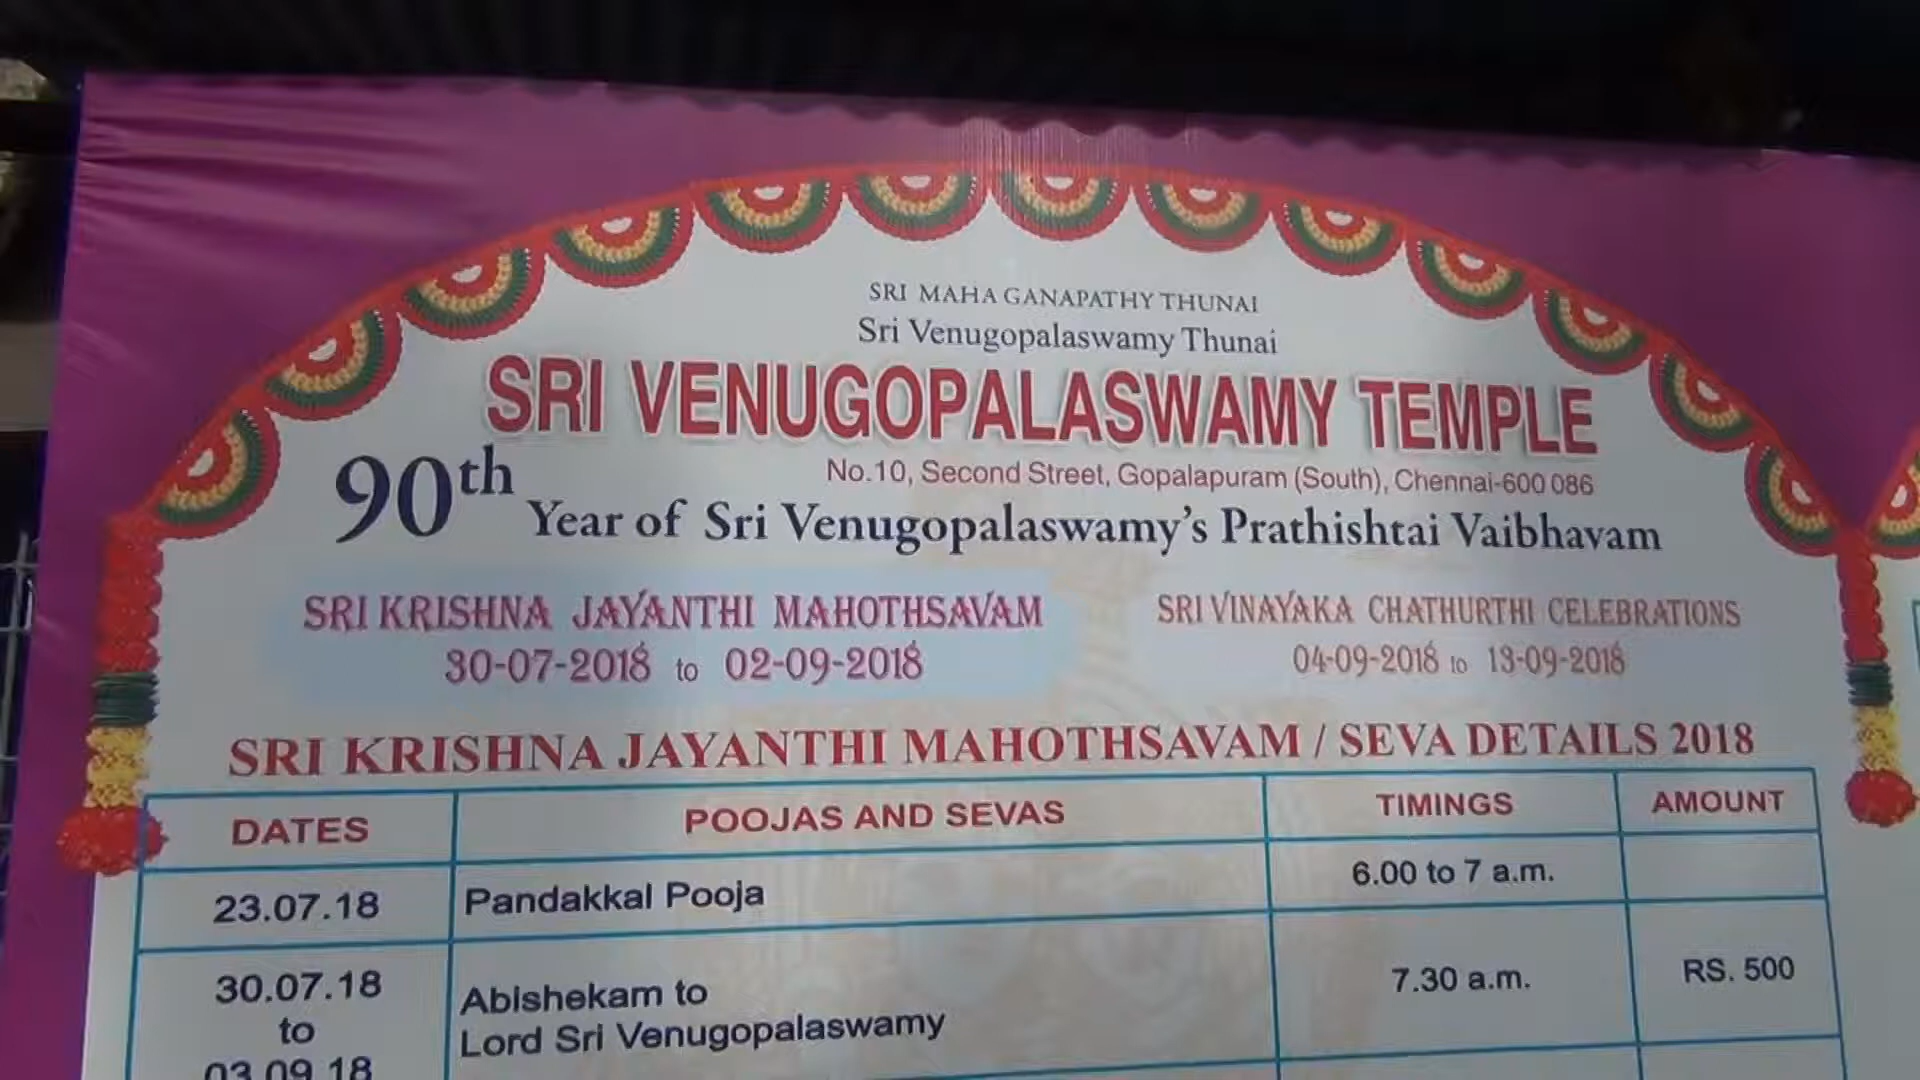 SRI MAHA GANAPATHY THUNAI
Sri Venugopalaswamy Thunai
SRI VENUGOPALASWAMY TEMPLE
No.10, Second Street, Gopalapuram (South), Chennai-600 086
90th Year of Sri Venugopalaswamy's Prathishtai Vaibhavam
SRI KRISHNA JAYANTHI MAHOTHSAVAM
30-07-2018 to 02-09-2018
SRI VINAYAKA CHATHURTHI CELEBRATIONS
04-09-2018 to 13-09-2018
SRI KRISHNA JAYANTHI MAHOTHSAVAM / SEVA DETAILS 2018
DATES POOJAS AND SEVAS TIMINGS AMOUNT
23.07.18 Pandakkal Pooja 6.00 to 7 a.m.
30.07.18
to
03.09.18
Abishekam to
Lord Sri Venugopalaswamy
7.30 a.m.
RS. 500